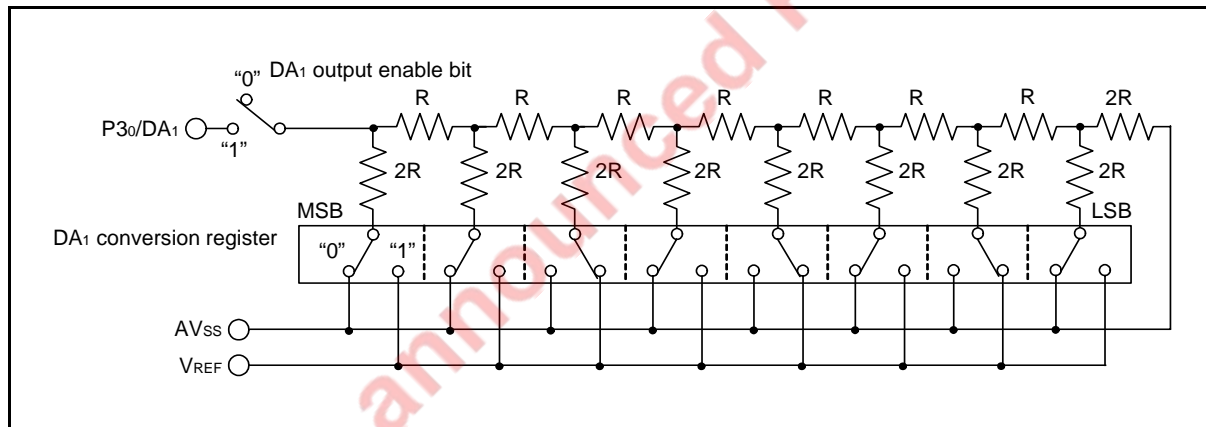 “0” DA1 output enable bit
P30/DA1
“1”
R R R R R R R 2R
2R 2R 2R 2R 2R 2R 2R 2R
MSB LSB
DA1 conversion register
“0” “1”
AVSS
VREF
announced